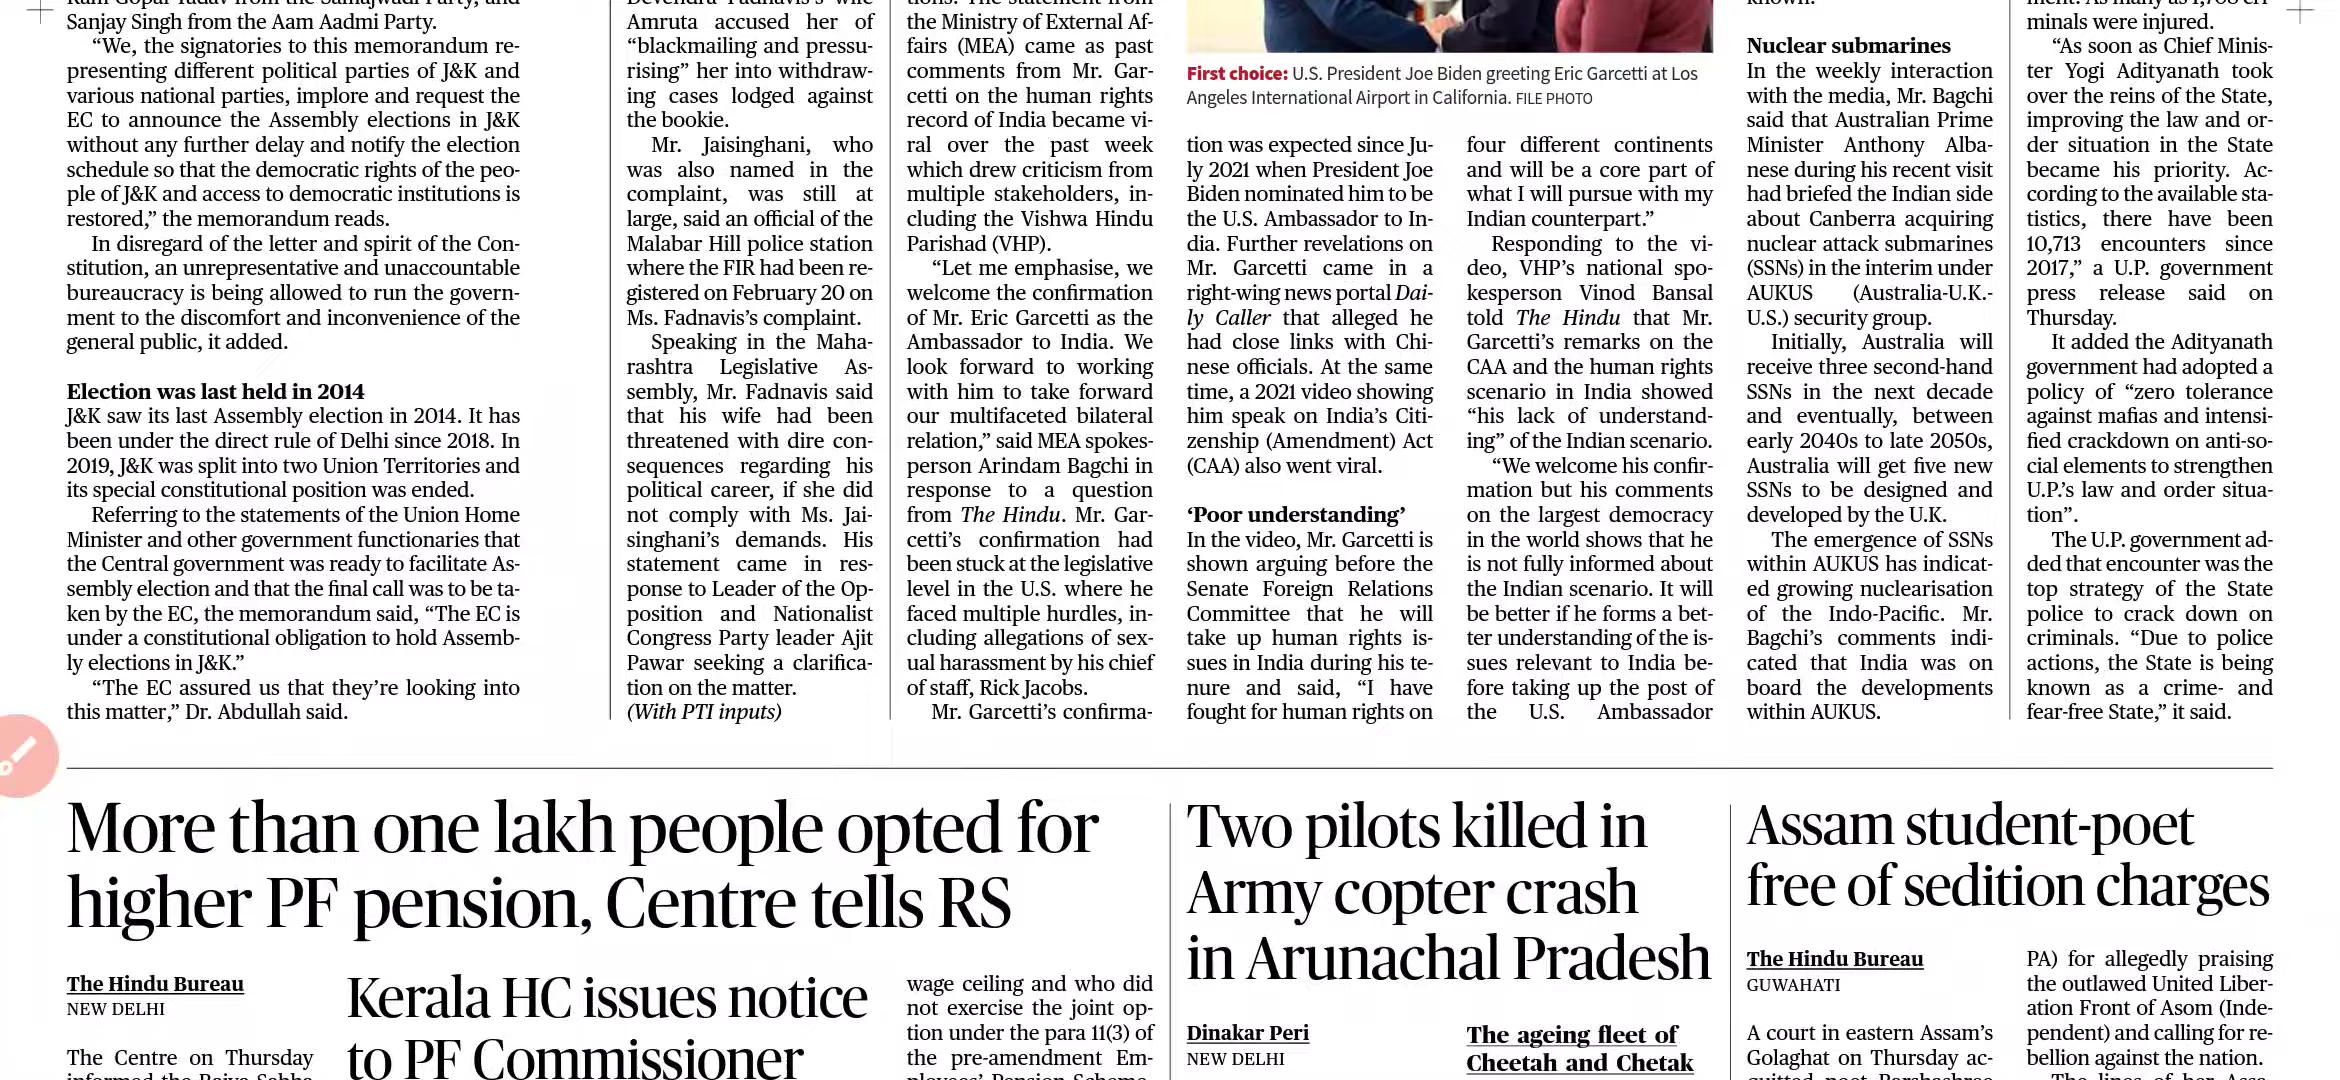 Sanjay Singh from the Aam Aadmi Party.
“We, the signatories to this memorandum re-
presenting different political parties of J&K and
various national parties, implore and request the
EC to announce the Assembly elections in J&K
without any further delay and notify the election
schedule so that the democratic rights of the peo-
ple of J&K and access to democratic institutions is
restored,” the memorandum reads.
In disregard of the letter and spirit of the Con-
stitution, an unrepresentative and unaccountable
bureaucracy is being allowed to run the govern-
ment to the discomfort and inconvenience of the
general public, it added.
Election was last held in 2014
J&K saw its last Assembly election in 2014. It has
been under the direct rule of Delhi since 2018. In
2019, J&K was split into two Union Territories and
its special constitutional position was ended.
Referring to the statements of the Union Home
Minister and other government functionaries that
the Central government was ready to facilitate As-
sembly election and that the final call was to be ta-
ken by the EC, the memorandum said, “The EC is
under a constitutional obligation to hold Assemb-
ly elections in J&K.”
“The EC assured us that they’re looking into
this matter,” Dr. Abdullah said.
Amruta accused her of
“blackmailing and pressu-
rising” her into withdraw-
ing cases lodged against
the bookie.
Mr. Jaisinghani, who
was also named in the
complaint, was still at
large, said an official of the
Malabar Hill police station
where the FIR had been re-
gistered on February 20 on
Ms. Fadnavis’s complaint.
Speaking in the Maha-
rashtra Legislative As-
sembly, Mr. Fadnavis said
that his wife had been
threatened with dire con-
sequences regarding his
political career, if she did
not comply with Ms. Jai-
singhani’s demands. His
statement came in res-
ponse to Leader of the Op-
position and Nationalist
Congress Party leader Ajit
Pawar seeking a clarifica-
tion on the matter.
(With PTI inputs)
the Ministry of External Af-
fairs (MEA) came as past
comments from Mr. Gar-
cetti on the human rights
record of India became vi-
ral over the past week
which drew criticism from
multiple stakeholders, in-
cluding the Vishwa Hindu
Parishad (VHP).
“Let me emphasise, we
welcome the confirmation
of Mr. Eric Garcetti as the
Ambassador to India. We
look forward to working
with him to take forward
our multifaceted bilateral
relation,” said MEA spokes-
person Arindam Bagchi in
response to a question
from The Hindu. Mr. Gar-
cetti’s confirmation had
been stuck at the legislative
level in the U.S. where he
faced multiple hurdles, in-
cluding allegations of sex-
ual harassment by his chief
of staff, Rick Jacobs.
Mr. Garcetti’s confirma-
First choice: U.S. President Joe Biden greeting Eric Garcetti at Los
Angeles International Airport in California. FILE PHOTO
tion was expected since Ju-
ly 2021 when President Joe
Biden nominated him to be
the U.S. Ambassador to In-
dia. Further revelations on
Mr. Garcetti came in a
right-wing news portal Dai-
ly Caller that alleged he
had close links with Chi-
nese officials. At the same
time, a 2021 video showing
him speak on India’s Citi-
zenship (Amendment) Act
(CAA) also went viral.
‘Poor understanding’
In the video, Mr. Garcetti is
shown arguing before the
Senate Foreign Relations
Committee that he will
take up human rights is-
sues in India during his te-
nure and said, “I have
fought for human rights on
four different continents
and will be a core part of
what I will pursue with my
Indian counterpart.”
Responding to the vi-
deo, VHP’s national spo-
kesperson Vinod Bansal
told The Hindu that Mr.
Garcetti’s remarks on the
CAA and the human rights
scenario in India showed
“his lack of understand-
ing” of the Indian scenario.
“We welcome his confir-
mation but his comments
on the largest democracy
in the world shows that he
is not fully informed about
the Indian scenario. It will
be better if he forms a bet-
ter understanding of the is-
sues relevant to India be-
fore taking up the post of
the U.S. Ambassador
Nuclear submarines
In the weekly interaction
with the media, Mr. Bagchi
said that Australian Prime
Minister Anthony Alba-
nese during his recent visit
had briefed the Indian side
about Canberra acquiring
nuclear attack submarines
(SSNs) in the interim under
AUKUS (Australia-U.K.-
U.S.) security group.
Initially, Australia will
receive three second-hand
SSNs in the next decade
and eventually, between
early 2040s to late 2050s,
Australia will get five new
SSNs to be designed and
developed by the U.K.
The emergence of SSNs
within AUKUS has indicat-
ed growing nuclearisation
of the Indo-Pacific. Mr.
Bagchi’s comments indi-
cated that India was on
board the developments
within AUKUS.
minals were injured.
“As soon as Chief Minis-
ter Yogi Adityanath took
over the reins of the State,
improving the law and or-
der situation in the State
became his priority. Ac-
cording to the available sta-
tistics, there have been
10,713 encounters since
2017,” a U.P. government
press release said on
Thursday.
It added the Adityanath
government had adopted a
policy of “zero tolerance
against mafias and intensi-
fied crackdown on anti-so-
cial elements to strengthen
U.P.’s law and order situa-
tion”.
The U.P. government ad-
ded that encounter was the
top strategy of the State
police to crack down on
criminals. “Due to police
actions, the State is being
known as a crime- and
fear-free State,” it said.
More than one lakh people opted for
higher PF pension, Centre tells RS
The Hindu Bureau
NEW DELHI
The Centre on Thursday
Kerala HC issues notice
to PF Commissioner
wage ceiling and who did
not exercise the joint op-
tion under the para 11(3) of
the pre-amendment Em-
Two pilots killed in
Army copter crash
in Arunachal Pradesh
Dinakar Peri
NEW DELHI
The ageing fleet of
Cheetah and Chetak
Assam student-poet
free of sedition charges
The Hindu Bureau
GUWAHATI
A court in eastern Assam’s
Golaghat on Thursday ac-
PA) for allegedly praising
the outlawed United Liber-
ation Front of Asom (Inde-
pendent) and calling for re-
bellion against the nation.